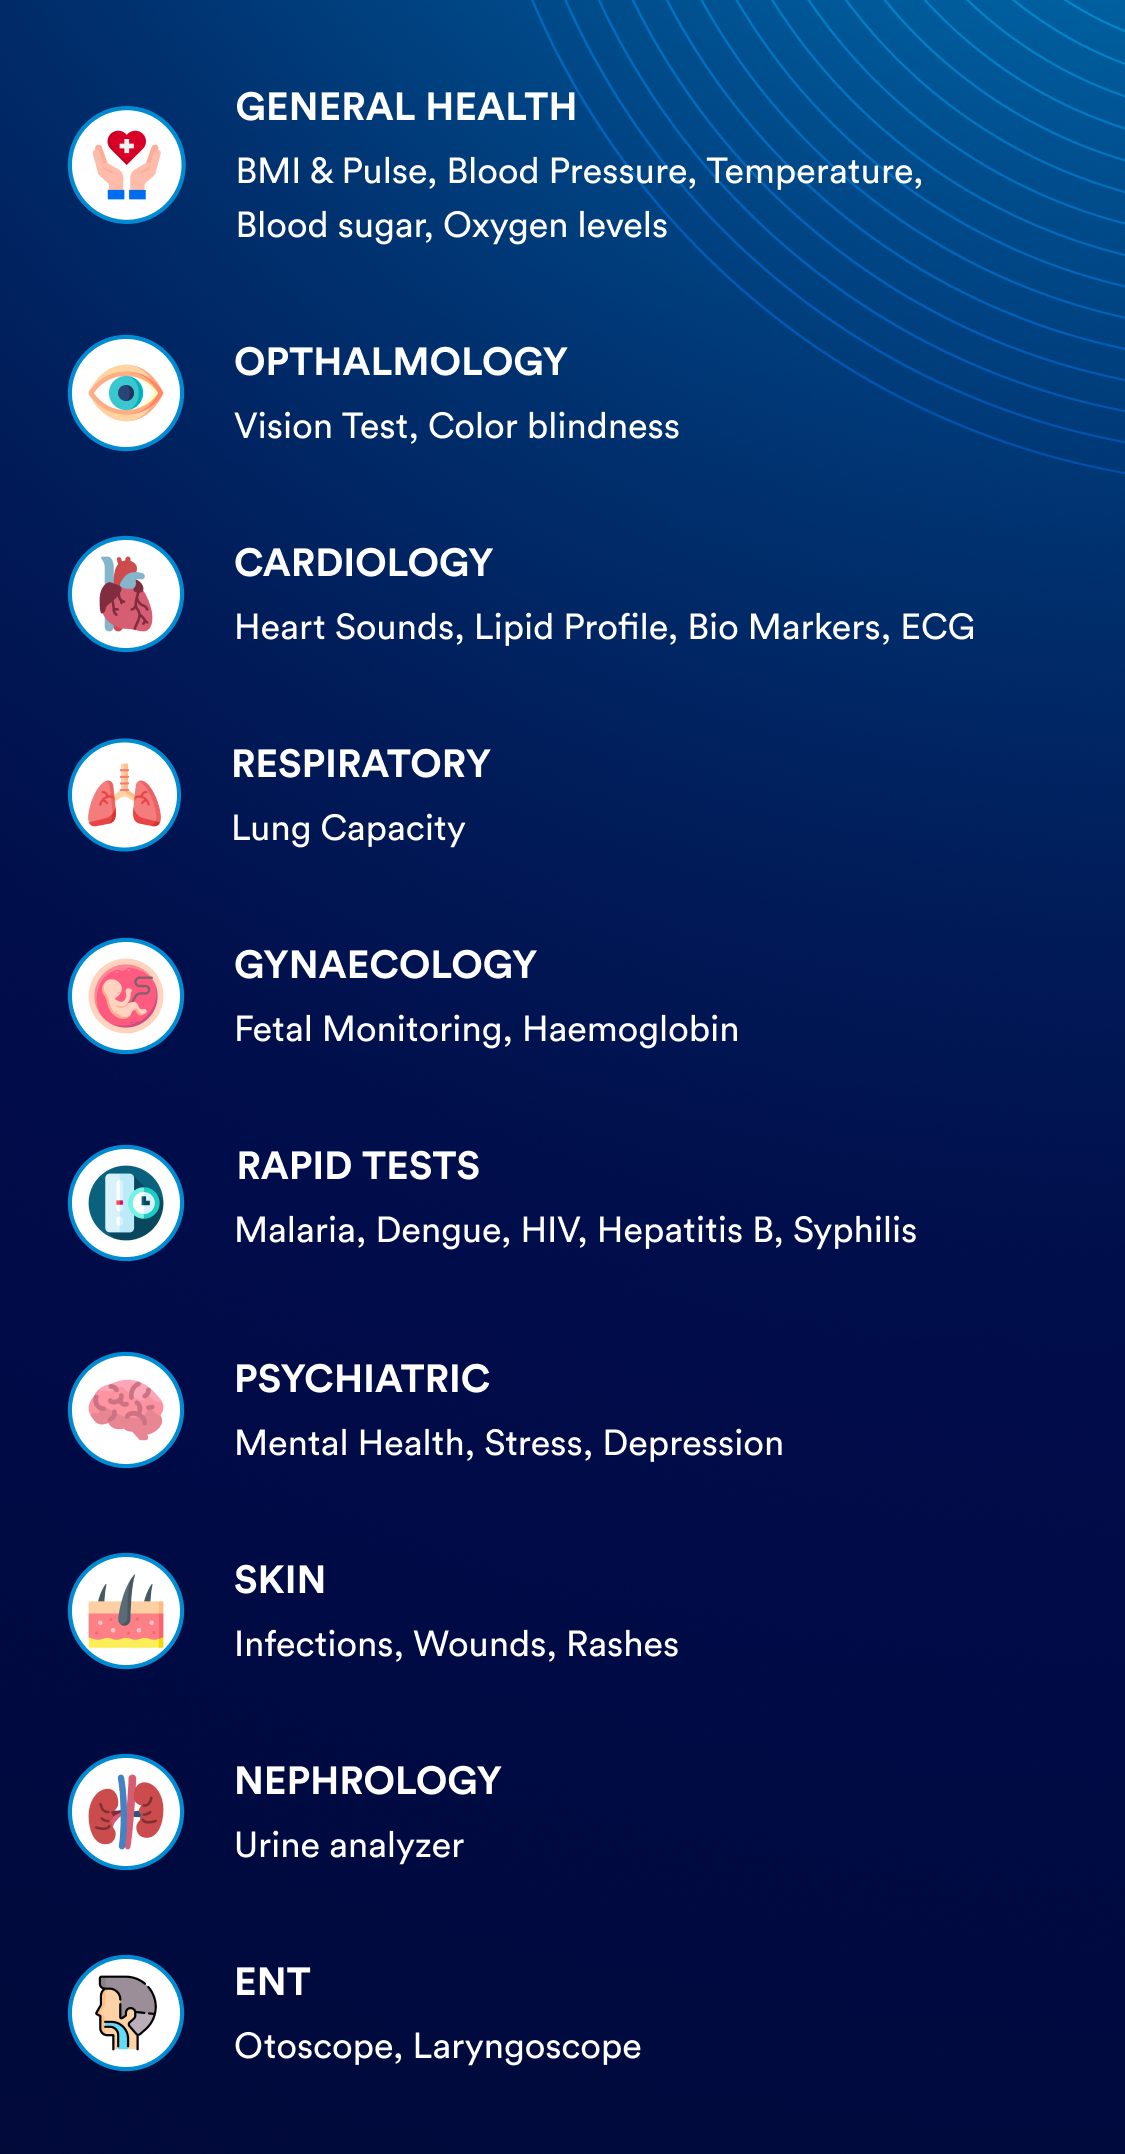 GENERAL HEALTH
BMI & Pulse, Blood Pressure, Temperature,
Blood sugar, Oxygen levels
OPTHALMOLOGY
Vision Test, Color blindness
CARDIOLOGY
Heart Sounds, Lipid Profile, Bio Markers, ECG
RESPIRATORY
Lung Capacity
GYNAECOLOGY
Fetal Monitoring, Haemoglobin
RAPID TESTS
Malaria, Dengue, HIV, Hepatitis B, Syphilis
PSYCHIATRIC
Mental Health, Stress, Depression
SKIN
Infections, Wounds, Rashes
NEPHROLOGY
Urine analyzer
ENT
Otoscope, Laryngoscope